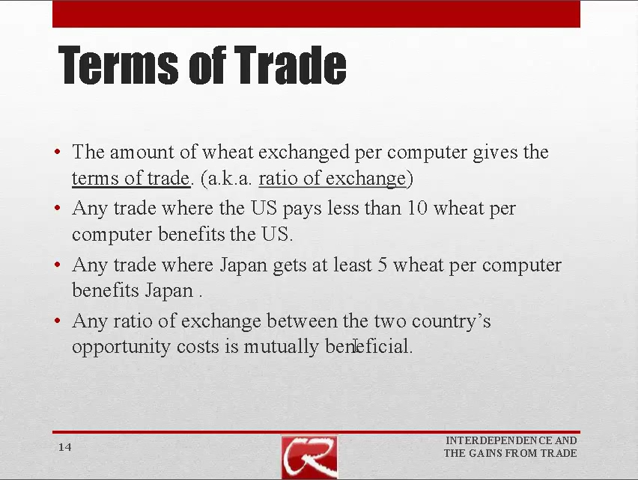 Terms of Trade
• The amount of wheat exchanged per computer gives the
terms of trade. (a.k.a. ratio of exchange)
• Any trade where the US pays less than 10 wheat per
computer benefits the US.
• Any trade where Japan gets at least 5 wheat per computer
benefits Japan .
• Any ratio of exchange between the two country’s
opportunity costs is mutually beneficial.
14
INTERDEPENDENCE AND
THE GAINS FROM TRADE
CR